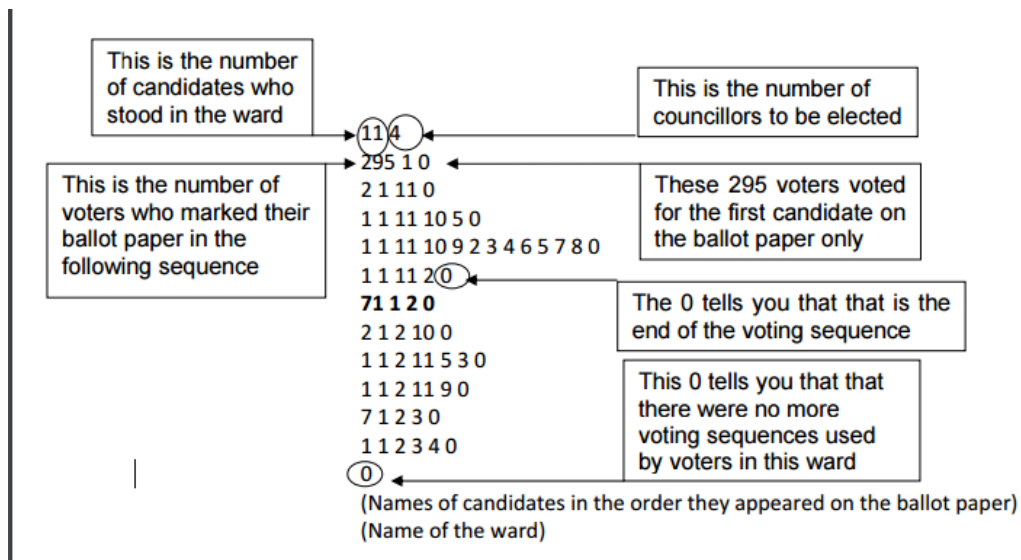 This is the number
of candidates who
stood in the ward
This is the number of
councillors to be elected
11 4
295 1 0
2 1 11 0
1 1 11 10 5 0
1 1 11 10 9 2 3 4 6 5 7 8 0
1 1 11 2 0
71 1 2 0
2 1 2 10 0
1 1 2 11 5 3 0
1 1 2 11 9 0
7 1 2 3 0
1 1 2 3 4 0
0
This is the number of
voters who marked their
ballot paper in the
following sequence
These 295 voters voted
for the first candidate on
the ballot paper only
The 0 tells you that that is the
end of the voting sequence
This 0 tells you that that
there were no more
voting sequences used
by voters in this ward
(Names of candidates in the order they appeared on the ballot paper)
(Name of the ward)